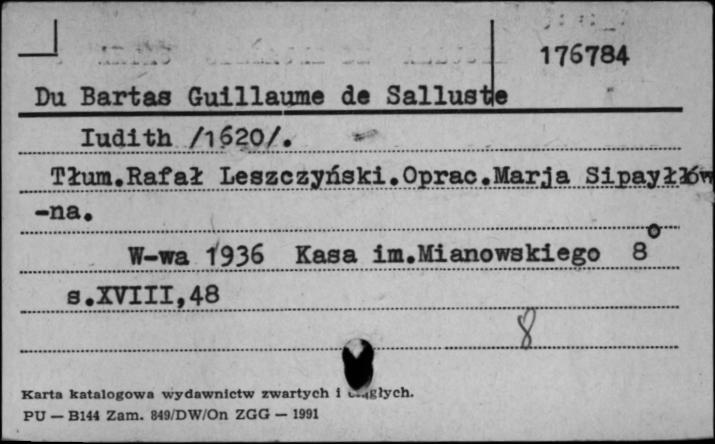 176784
Du Bartas Guillaume de Salluste
Iudith /1620/.
Tłum.Rafał Leszczyński.Oprac.Marja Sipayłłów
-na.
W-wa 1936 Kasa im.Mianowskiego 8°
s.XVIII,48
8
Karta katalogowa wydawnictw zwartych i ciągłych.
PU — B144 Zam. 849/DW/On ZGG — 1991